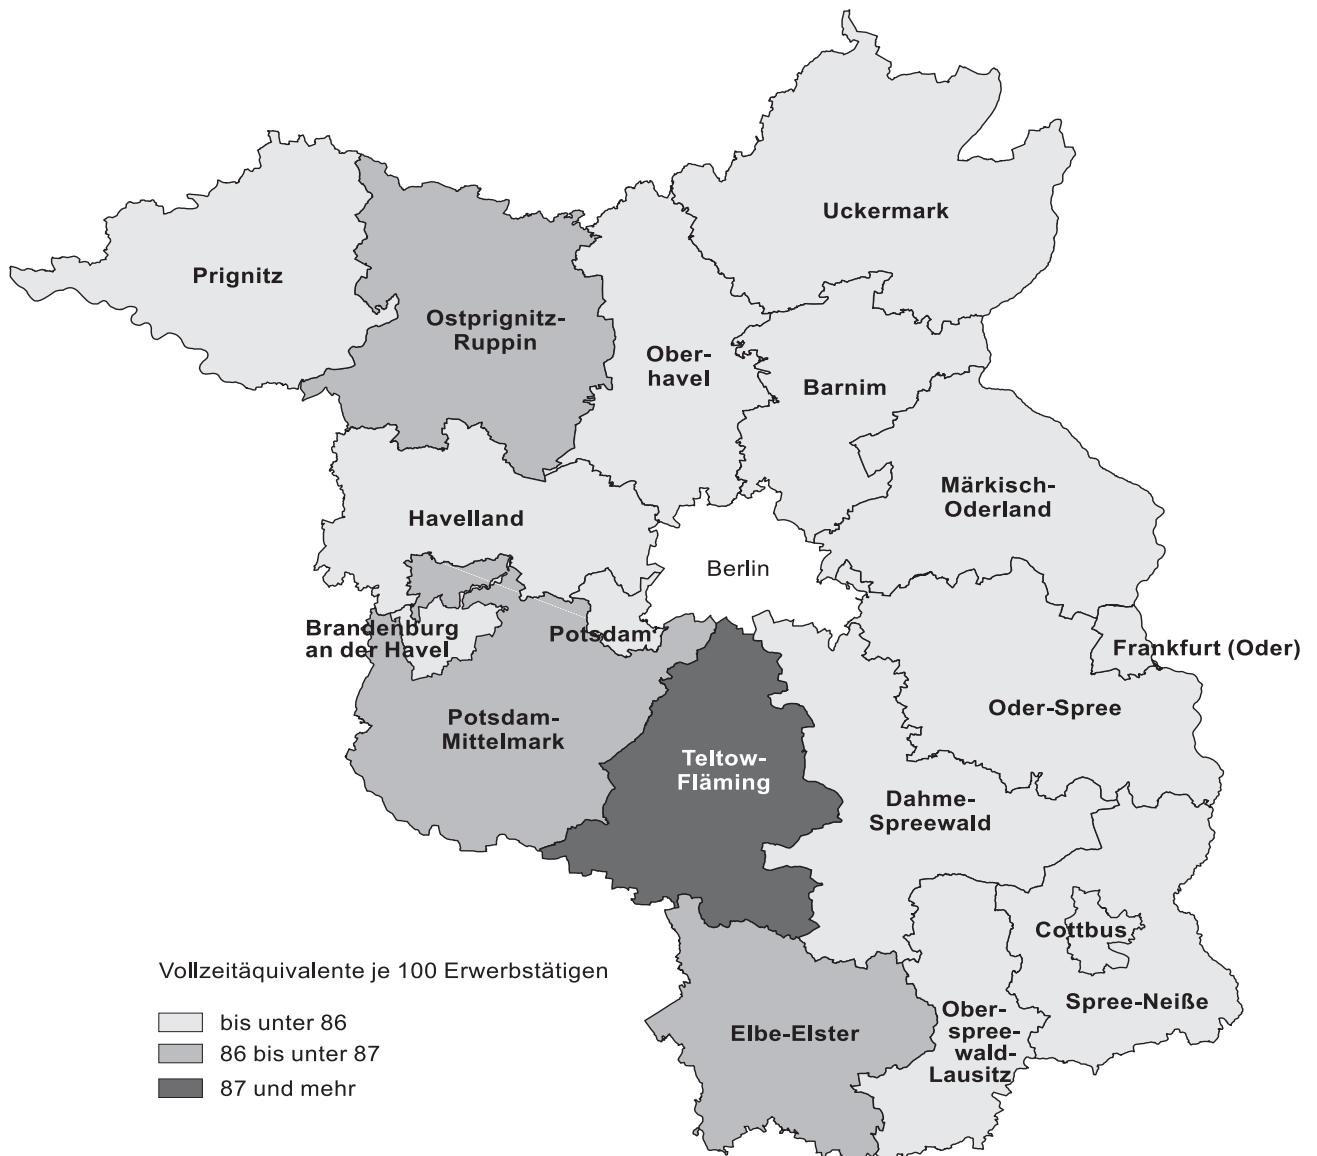 Uckermark
Prignitz
Ostprignitz-
Ruppin
Ober-
havel
Barnim
Märkisch-
Oderland
Havelland
Berlin
Brandenburg
an der Havel
Potsdam
Frankfurt (Oder)
Oder-Spree
Potsdam-
Mittelmark
Teltow-
Fläming
Dahme-
Spreewald
Cottbus
Spree-Neiße
Ober-
spree-
wald-
Lausitz
Elbe-Elster
Vollzeitäquivalente je 100 Erwerbstätigen
bis unter 86
86 bis unter 87
87 und mehr